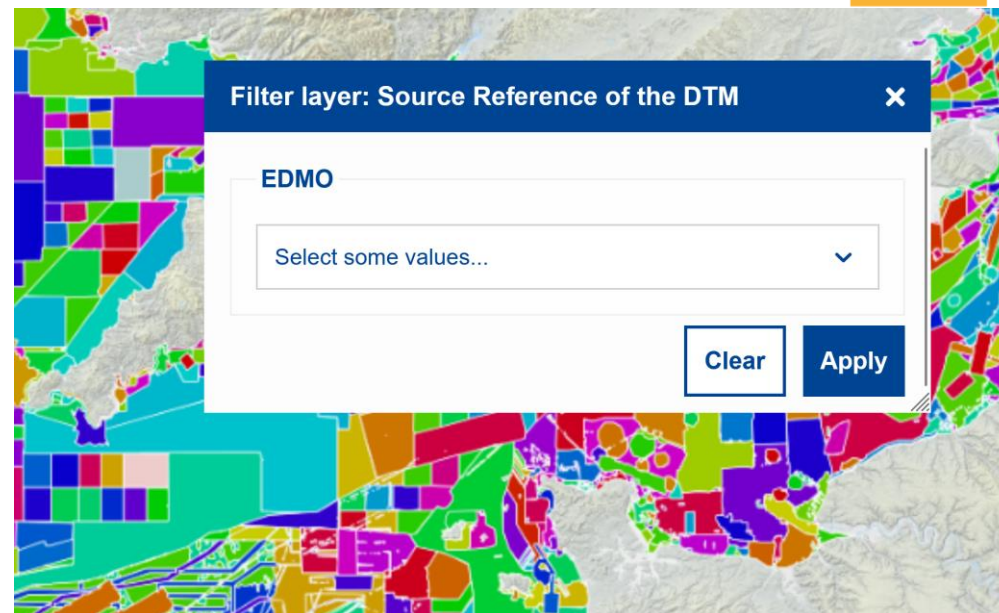 Filter layer: Source Reference of the DTM
EDMO
Select some values...
Clear Apply